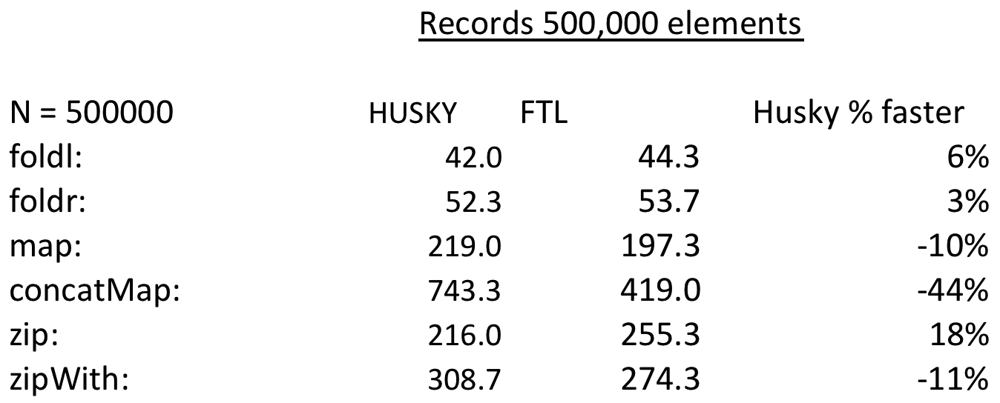 Records 500,000 elements
N = 500000 HUSKY FTL Husky % faster
foldl: 42.0 44.3 6%
foldr: 52.3 53.7 3%
map: 219.0 197.3 -10%
concatMap: 743.3 419.0 -44%
zip: 216.0 255.3 18%
zipWith: 308.7 274.3 -11%